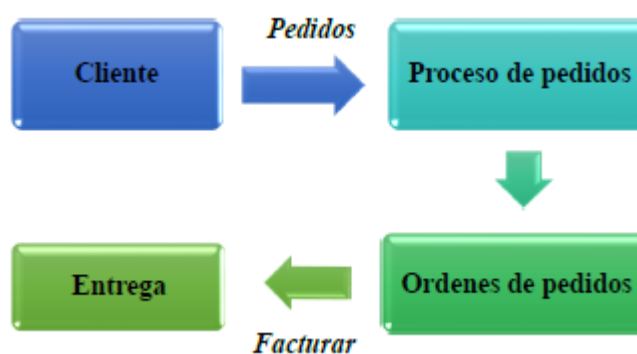 Pedidos
Cliente
Proceso de pedidos
Ordenes de pedidos
Entrega
Facturar